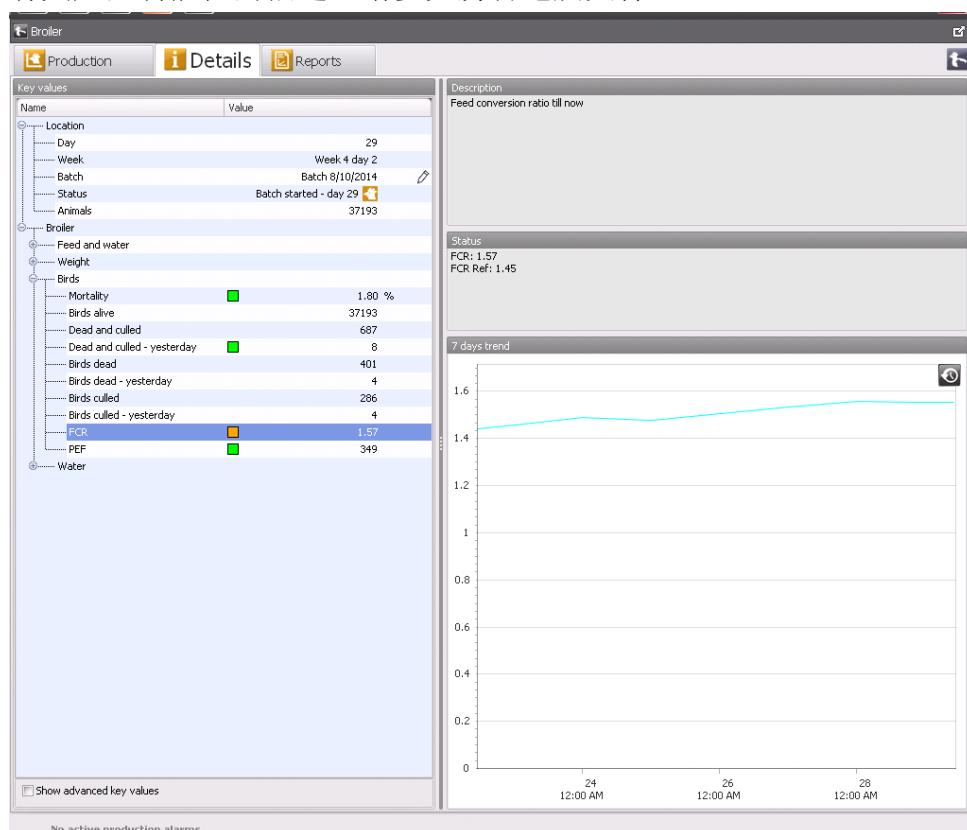 Broiler
Production
Details
Reports
Key values
Name Value
Location
Day 29
Week Week 4 day 2
Batch Batch 8/10/2014
Status Batch started - day 29
Animals 37193
Broiler
Feed and water
Weight
Birds
Mortality 1.80 %
Birds alive 37193
Dead and culled 687
Dead and culled - yesterday 8
Birds dead 401
Birds dead - yesterday 4
Birds culled 286
Birds culled - yesterday 4
FCR 1.57
PEF 349
Water
Show advanced key values
No active production alarms
Description
Feed conversion ratio till now
Status
FCR: 1.57
FCR Ref: 1.45
7 days trend
1.6
1.4
1.2
1
0.8
0.6
0.4
0.2
0
24 26 28
12:00 AM 12:00 AM 12:00 AM